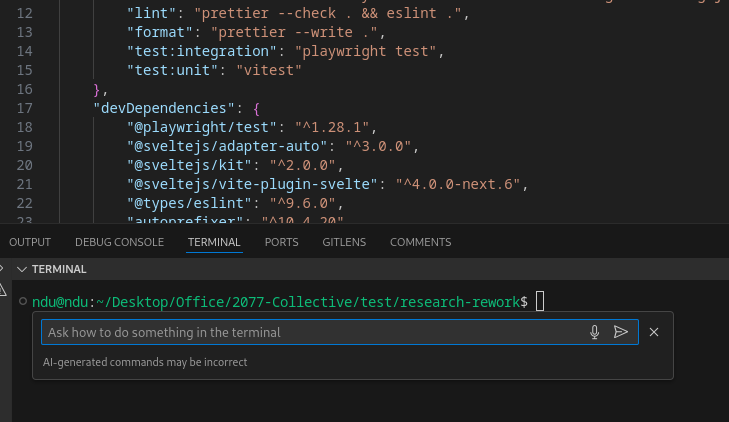 12 "lint": "prettier --check . && eslint .",
13 "format": "prettier --write .",
14 "test:integration": "playwright test",
15 "test:unit": "vitest"
16 },
17 "devDependencies": {
18 "@playwright/test": "^1.28.1",
19 "@sveltejs/adapter-auto": "^3.0.0",
20 "@sveltejs/kit": "^2.0.0",
21 "@sveltejs/vite-plugin-svelte": "^4.0.0-next.6",
22 "@types/eslint": "^9.6.0",
23 "autoprefixer": "^10.4.20"
OUTPUT DEBUG CONSOLE TERMINAL PORTS GITLENS COMMENTS
TERMINAL
ndu@ndu:~/Desktop/Office/2077-Collective/test/research-rework$
Ask how to do something in the terminal
AI-generated commands may be incorrect